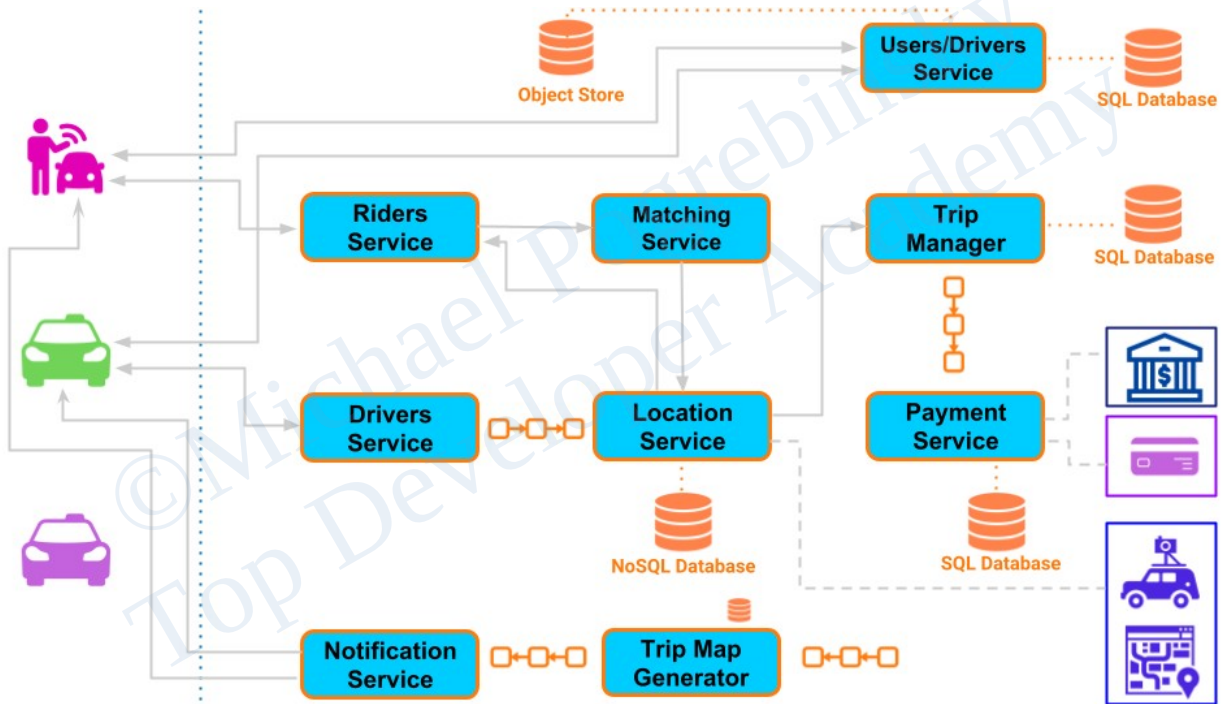 Users/Drivers
Service
Object Store
SQL Database
Riders
Service
Matching
Service
Trip
Manager
SQL Database
Drivers
Service
Location
Service
Payment
Service
$
NoSQL Database
SQL Database
Notification
Service
Trip Map
Generator
©Michael Pogrebinsky
Top Developer Academy